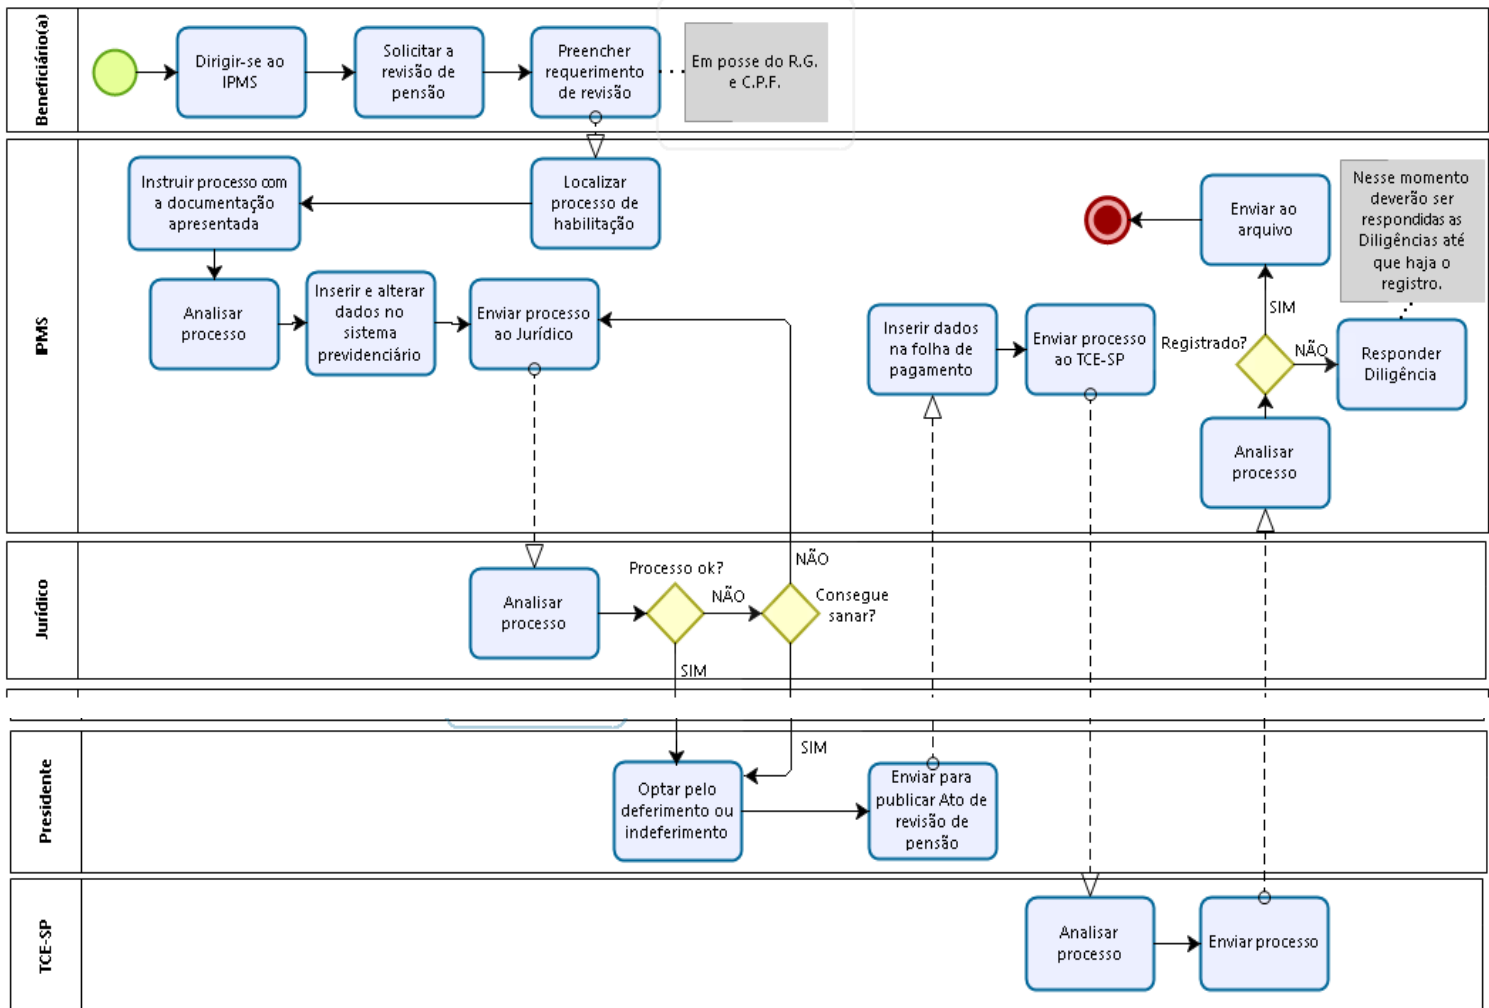 Beneficiário(a)
Dirigir-se ao
IPMS
Solicitar a
revisão de
pensão
Preencher
requerimento
de revisão
Em posse do R.G.
e C.P.F.
IPMS
Instruir processo com
a documentação
apresentada
Localizar
processo de
habilitação
Analisar
processo
Inserir e alterar
dados no
sistema
previdenciário
Enviar processo
ao Jurídico
Inserir dados
na folha de
pagamento
Enviar processo
ao TCE-SP
Enviar ao
arquivo
Nesse momento
deverão ser
respondidas as
Diligências até
que haja o
registro.
SIM
Registrado?
NÃO
Responder
Diligência
Analisar
processo
Jurídico
Analisar
processo
Processo ok?
NÃO
SIM
NÃO
Consegue
sanar?
SIM
Presidente
Optar pelo
deferimento ou
indeferimento
Enviar para
publicar Ato de
revisão de
pensão
TCE-SP
Analisar
processo
Enviar processo